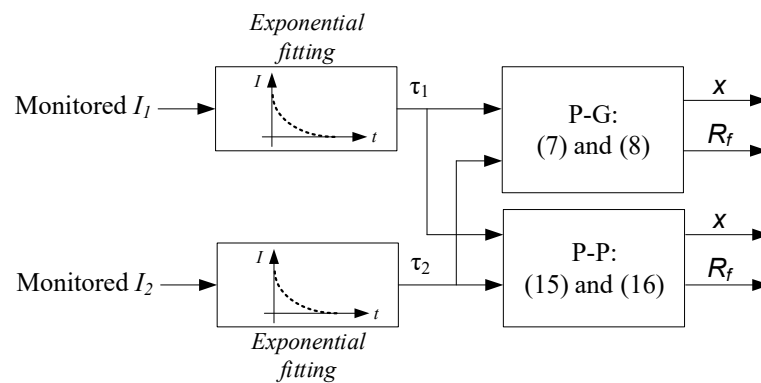 Exponential
fitting
Monitored I1
I
t
τ1
P-G:
(7) and (8)
x
Rf
Monitored I2
I
t
τ2
P-P:
(15) and (16)
x
Rf
Exponential
fitting